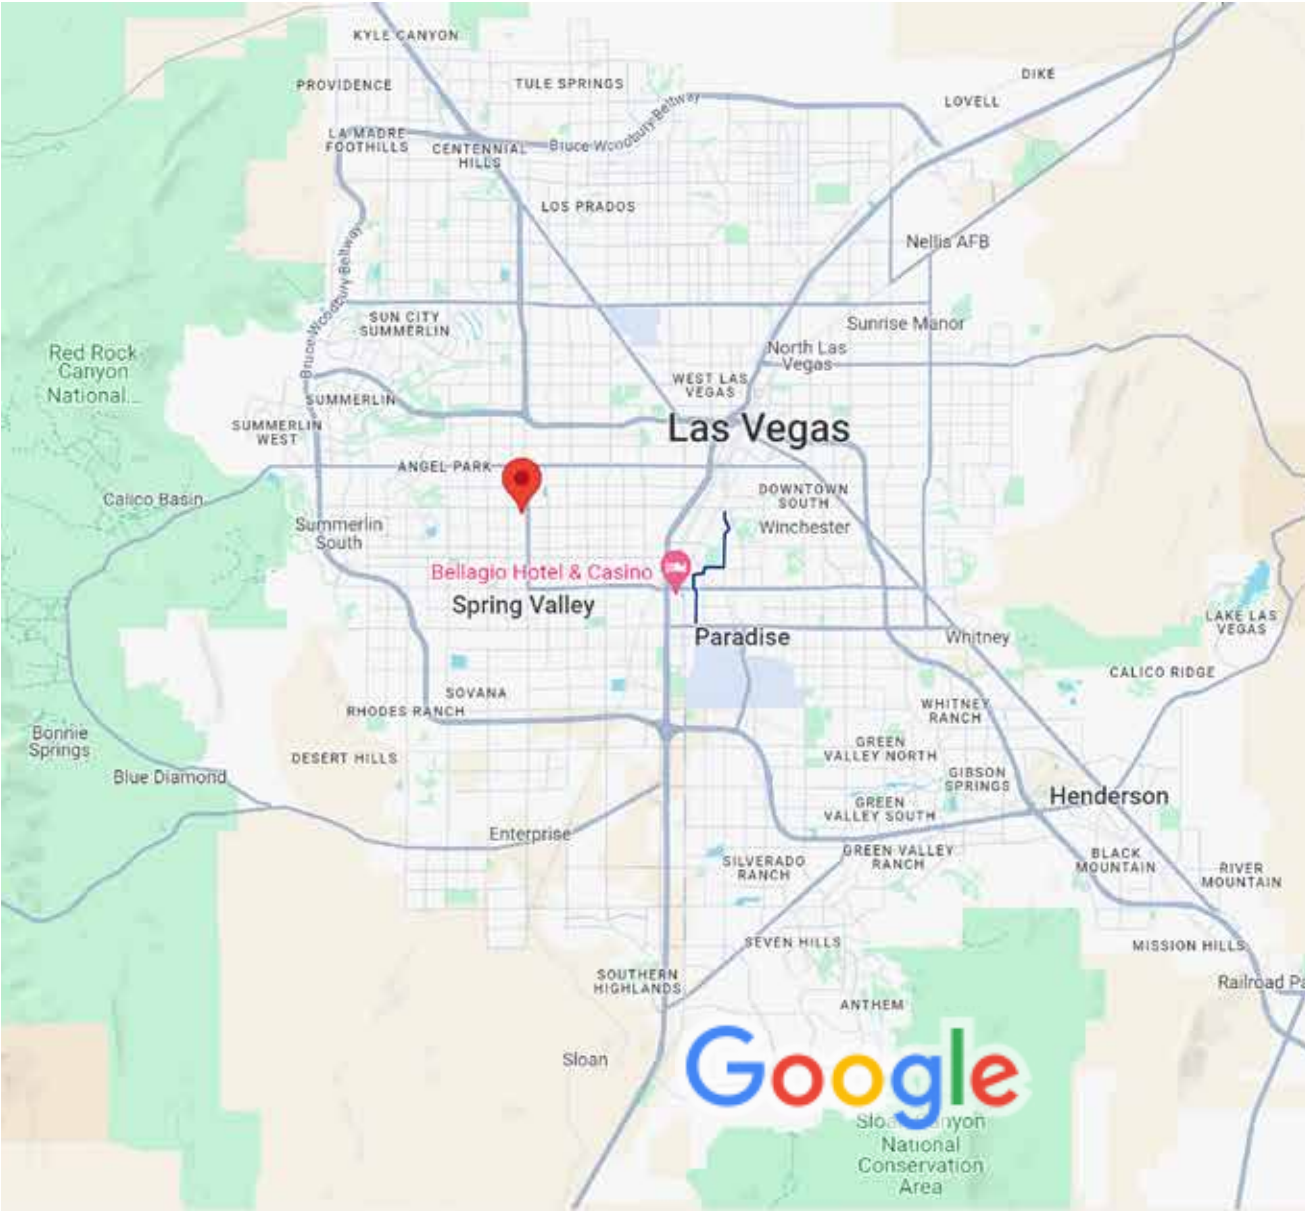 KYLE CANYON
PROVIDENCE
TULE SPRINGS
DIKE
LOVELL
Bruce Woodbury Beltway
LA MADRE
FOOTHILLS
CENTENNIAL
HILLS
LOS PRADOS
Bruce Woodbury Beltway
Nellis AFB
SUN CITY
SUMMERLIN
Sunrise Manor
North Las
Vegas
Red Rock
Canyon
National...
WEST LAS
VEGAS
SUMMERLIN
SUMMERLIN
WEST
Las Vegas
ANGEL PARK
Calico Basin
DOWNTOWN
SOUTH
Winchester
Summerlin
South
Bellagio Hotel & Casino
Spring Valley
Paradise
Whitney
LAKE LAS
VEGAS
CALICO RIDGE
SOVANA
RHODES RANCH
WHITNEY
RANCH
Bonnie
Springs
DESERT HILLS
GREEN
VALLEY NORTH
Blue Diamond
GIBSON
SPRINGS
Henderson
GREEN
VALLEY SOUTH
Enterprise
SILVERADO
RANCH
GREEN VALLEY
RANCH
BLACK
MOUNTAIN
RIVER
MOUNTAIN
SEVEN HILLS
MISSION HILLS
SOUTHERN
HIGHLANDS
Railroad Pa
ANTHEM
Sloan
Google
Sloan Canyon
National
Conservation
Area